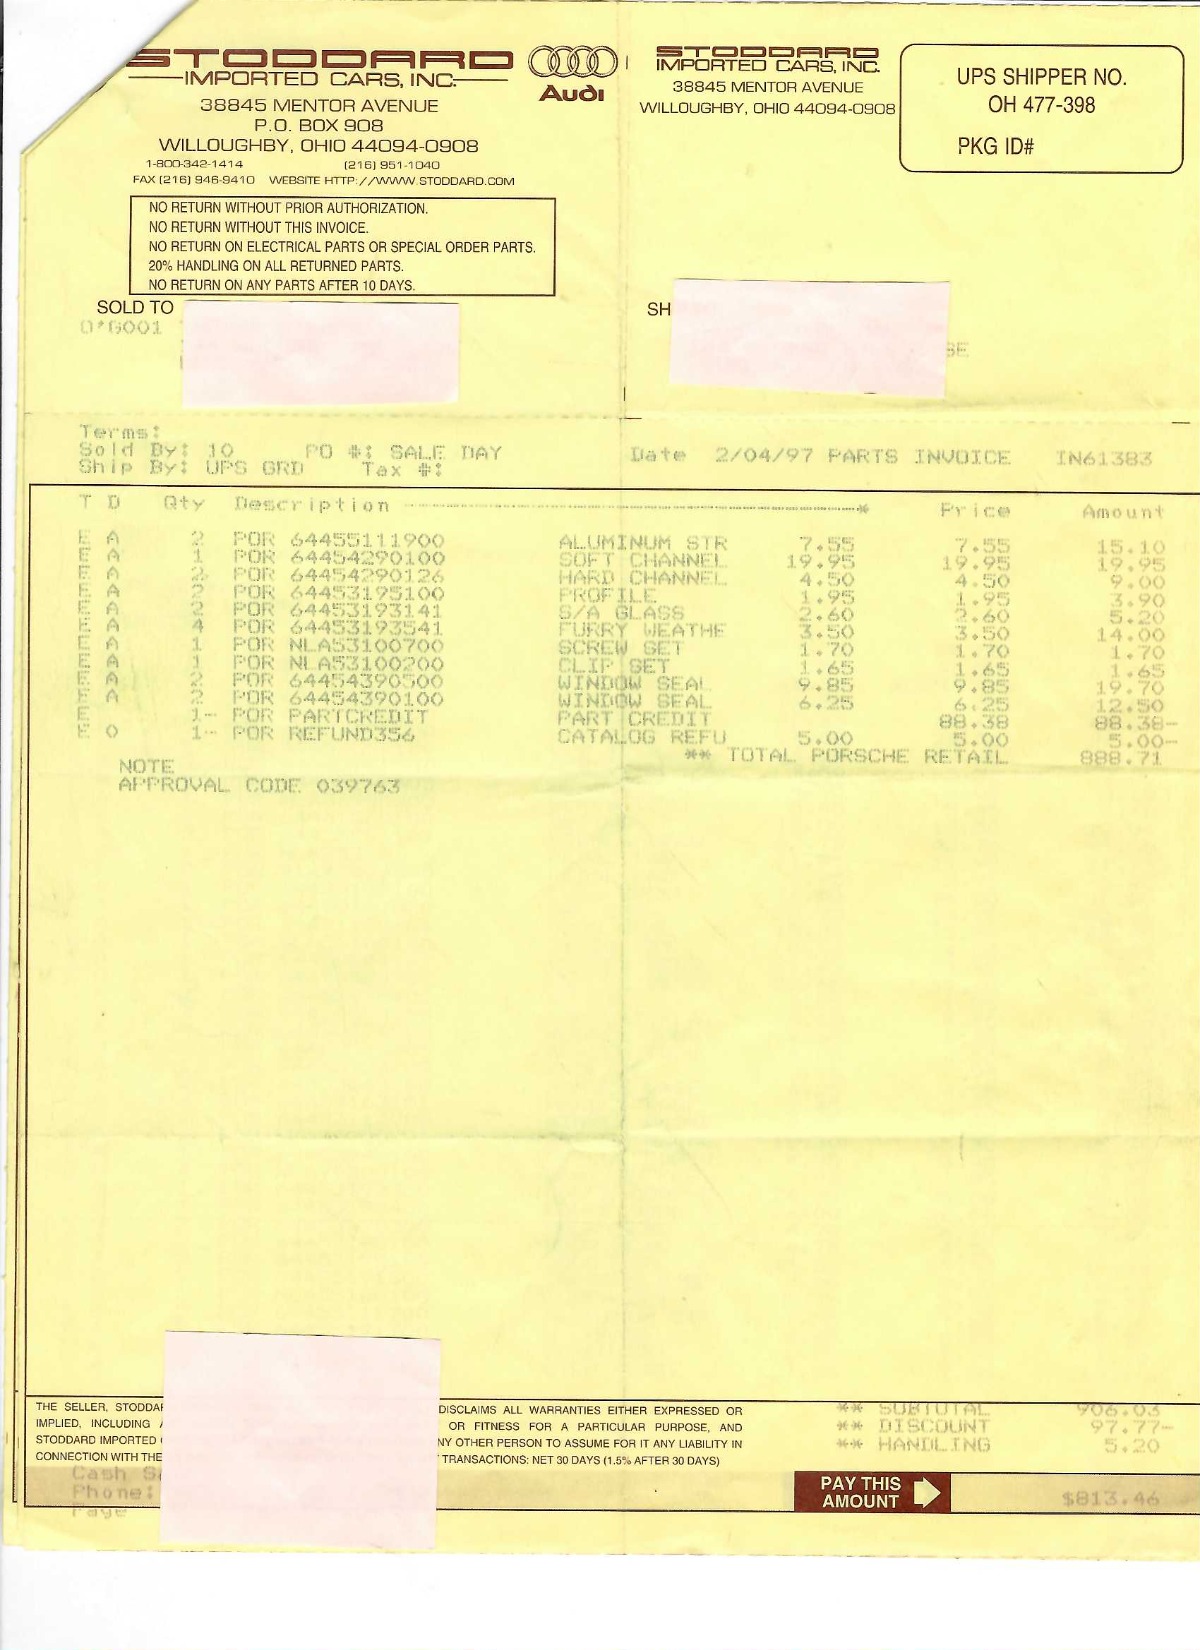 STODDARD
IMPORTED CARS, INC.
38845 MENTOR AVENUE
P.O. BOX 908
WILLOUGHBY, OHIO 44094-0908
1-800-342-1414 (216) 951-1040
FAX (216) 946-9410 WEBSITE HTTP://WWW.STODDARD.COM
Audi
STODDARD
IMPORTED CARS, INC.
38845 MENTOR AVENUE
WILLOUGHBY, OHIO 44094-0908
UPS SHIPPER NO.
OH 477-398
PKG ID#
NO RETURN WITHOUT PRIOR AUTHORIZATION.
NO RETURN WITHOUT THIS INVOICE.
NO RETURN ON ELECTRICAL PARTS OR SPECIAL ORDER PARTS.
20% HANDLING ON ALL RETURNED PARTS.
NO RETURN ON ANY PARTS AFTER 10 DAYS.
SOLD TO
SH
Terms:
Sold By: 10 PO #: SALE DAY Date 2/04/97 PARTS INVOICE IN61383
Ship By: UPS GRD Tax #:
T D Qty Description * Price Amount
E A 2 POR 64455111900 ALUMINUM STR 7.55 7.55 15.10
E A 1 POR 64454290100 SOFT CHANNEL 19.95 19.95 19.95
E A 2 POR 64454290126 HARD CHANNEL 4.50 4.50 9.00
E A 2 POR 64453195100 PROFILE 1.95 1.95 3.90
E A 2 POR 64453193141 S/A GLASS 2.60 2.60 5.20
E A 4 POR 64453193541 FURRY WEATHE 3.50 3.50 14.00
E A 1 POR NLA53100700 SCREW SET 1.70 1.70 1.70
E A 1 POR NLA53100200 CLIP SET 1.65 1.65 1.65
E A 2 POR 64454390500 WINDOW SEAL 9.85 9.85 19.70
E A 2 POR 64454390100 WINDOW SEAL 6.25 6.25 12.50
E 1- POR PARTCREDIT PART CREDIT 88.38 88.38-
E O 1- POR REFUND356 CATALOG REFU 5.00 5.00 5.00-
** TOTAL PORSCHE RETAIL 888.71
NOTE
APPROVAL CODE 039763
THE SELLER, STODDAR DISCLAIMS ALL WARRANTIES EITHER EXPRESSED OR
IMPLIED, INCLUDING OR FITNESS FOR A PARTICULAR PURPOSE, AND
STODDARD IMPORTED NY OTHER PERSON TO ASSUME FOR IT ANY LIABILITY IN
CONNECTION WITH THE TRANSACTIONS: NET 30 DAYS (1.5% AFTER 30 DAYS)
** SUBTOTAL 906.03
** DISCOUNT 97.77-
** HANDLING 5.20
Cash S
Phone:
Page
PAY THIS
AMOUNT
$813.46